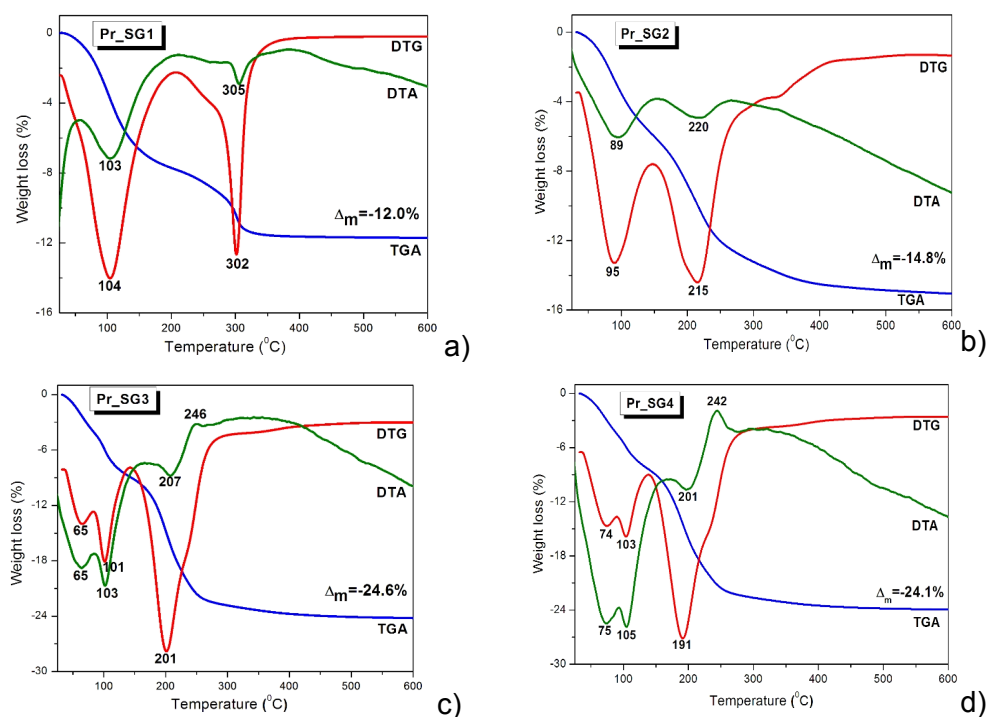 Pr_SG1
DTG
DTA
TGA
305
103
104
302
Δm=-12.0%
0
-4
-8
-12
-16
Weight loss (%)
100 200 300 400 500 600
Temperature (⁰C)
a)
Pr_SG2
DTG
DTA
TGA
89
220
95
215
Δm=-14.8%
0
-4
-8
-12
-16
Weight loss (%)
100 200 300 400 500 600
Temperature (⁰C)
b)
Pr_SG3
246
DTG
DTA
TGA
207
65
101
65
103
201
Δm=-24.6%
0
-6
-12
-18
-24
-30
Weight loss (%)
100 200 300 400 500 600
Temperature (⁰C)
c)
Pr_SG4
242
DTG
DTA
TGA
201
74
103
75
105
191
Δm=-24.1%
0
-6
-12
-18
-24
-30
Weight loss (%)
100 200 300 400 500 600
Temperature (⁰C)
d)